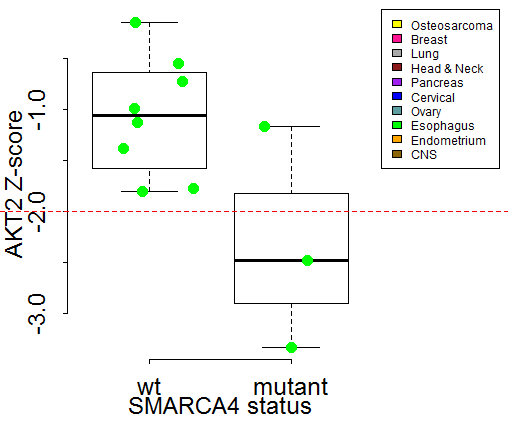 Osteosarcoma
Breast
Lung
Head & Neck
Pancreas
Cervical
Ovary
Esophagus
Endometrium
CNS
AKT2 Z-score
-1.0
-2.0
-3.0
wt mutant
SMARCA4 status